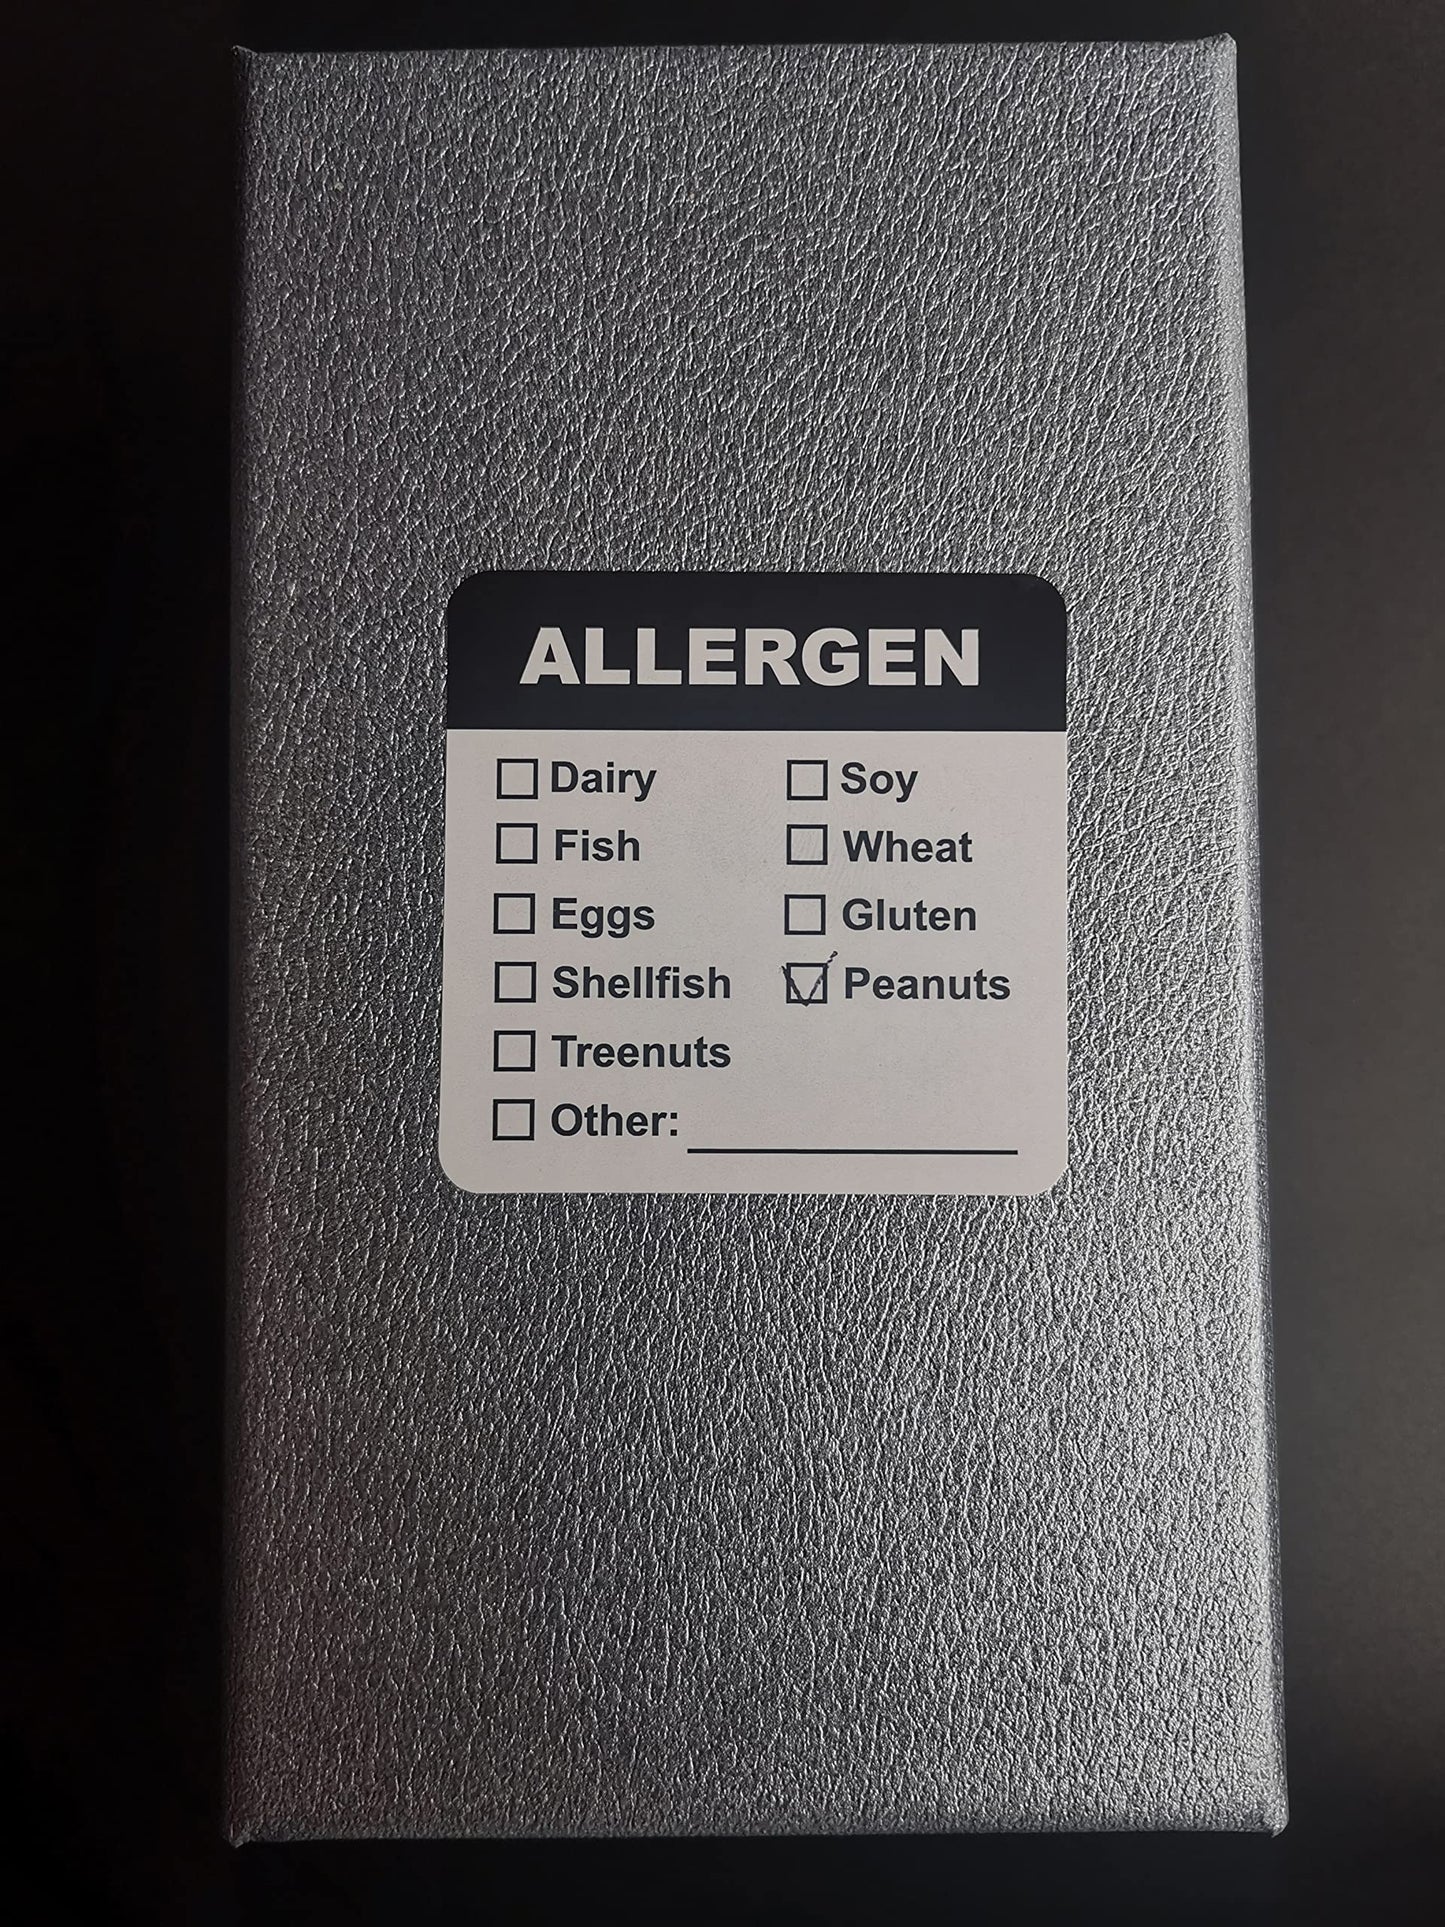 ALLERGEN
Dairy
Soy
Fish
Wheat
Eggs
Gluten
Shellfish
Peanuts
Treenuts
Other: